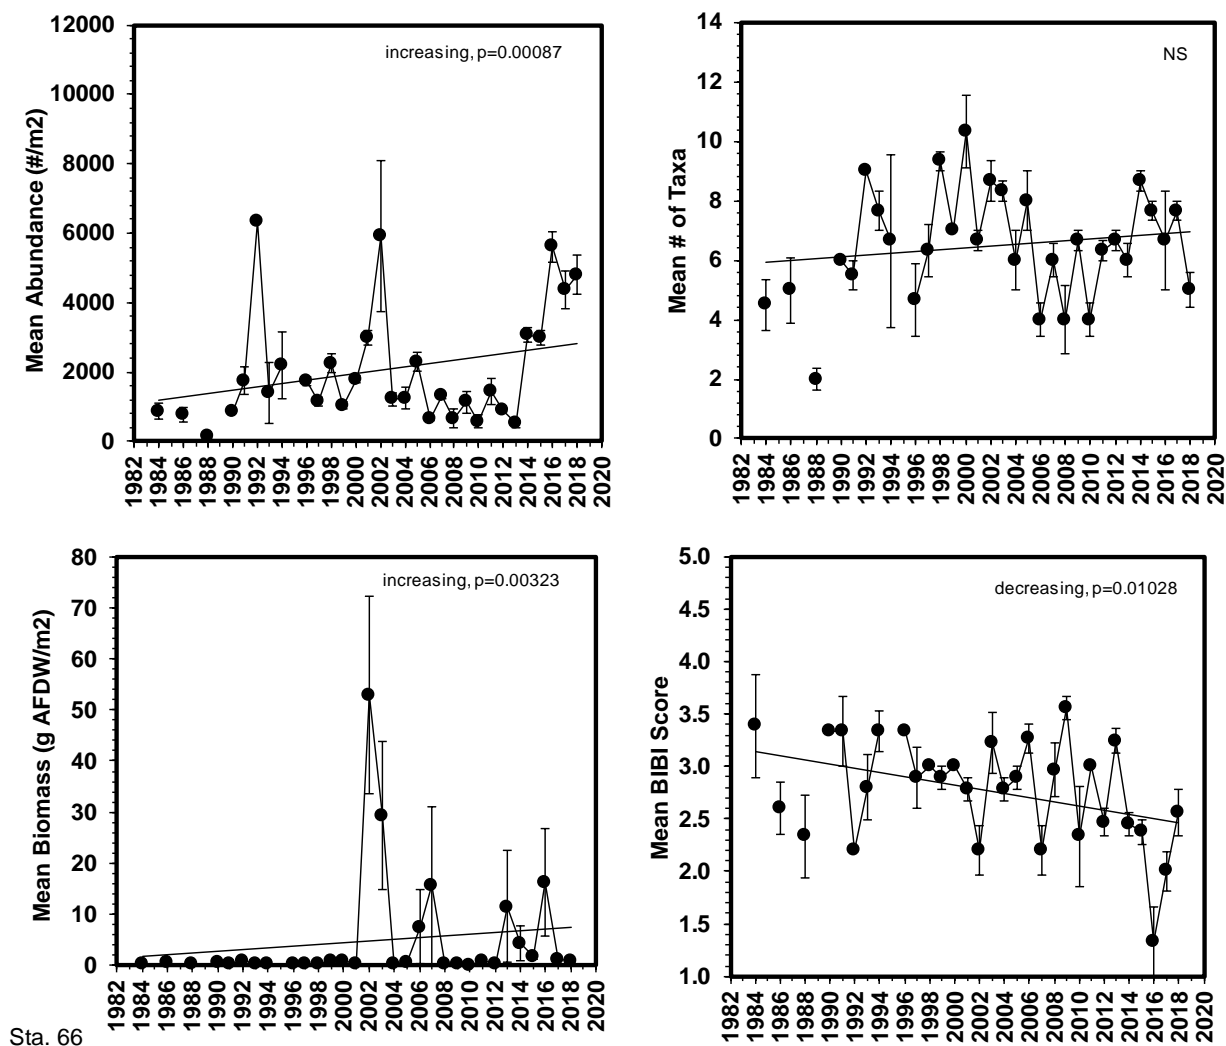 12000
10000
8000
6000
4000
2000
0
Mean Abundance (#/m2)
increasing, p=0.00087
1982 1984 1986 1988 1990 1992 1994 1996 1998 2000 2002 2004 2006 2008 2010 2012 2014 2016 2018 2020
14
12
10
8
6
4
2
0
Mean # of Taxa
NS
1982 1984 1986 1988 1990 1992 1994 1996 1998 2000 2002 2004 2006 2008 2010 2012 2014 2016 2018 2020
80
70
60
50
40
30
20
10
0
Mean Biomass (g AFDW/m2)
increasing, p=0.00323
1982 1984 1986 1988 1990 1992 1994 1996 1998 2000 2002 2004 2006 2008 2010 2012 2014 2016 2018 2020
5.0
4.5
4.0
3.5
3.0
2.5
2.0
1.5
1.0
Mean BIBI Score
decreasing, p=0.01028
1982 1984 1986 1988 1990 1992 1994 1996 1998 2000 2002 2004 2006 2008 2010 2012 2014 2016 2018 2020
Sta. 66